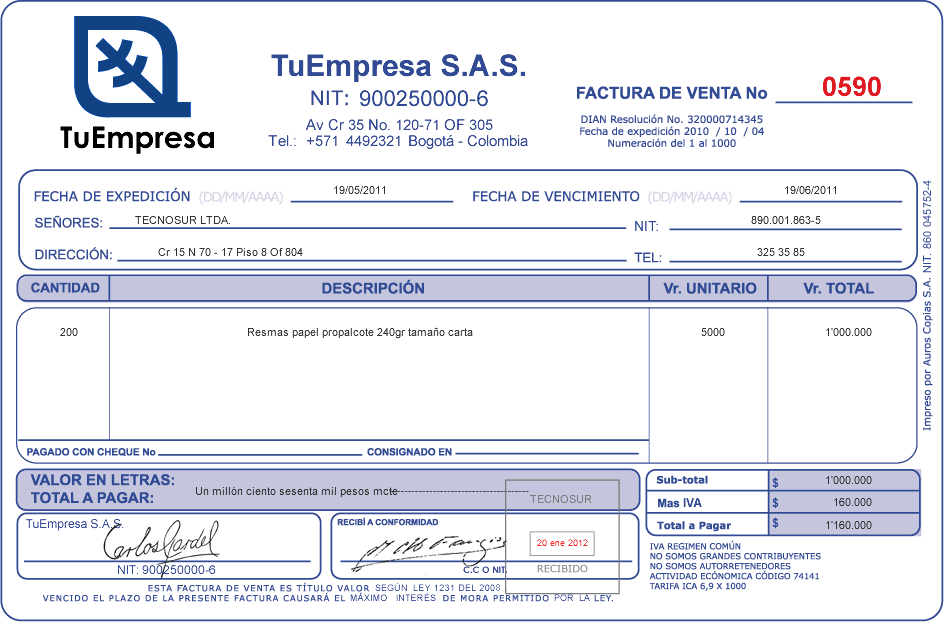 TuEmpresa
TuEmpresa S.A.S.
NIT: 900250000-6
Av Cr 35 No. 120-71 OF 305
Tel.: +571 4492321 Bogotá - Colombia
FACTURA DE VENTA No 0590
DIAN Resolución No. 320000714345
Fecha de expedición 2010 / 10 / 04
Numeración del 1 al 1000
FECHA DE EXPEDICIÓN (DD/MM/AAAA) 19/05/2011 FECHA DE VENCIMIENTO (DD/MM/AAAA) 19/06/2011
SEÑORES: TECNOSUR LTDA. NIT: 890.001.863-5
DIRECCIÓN: Cr 15 N 70 - 17 Piso 8 Of 804 TEL: 325 35 85
CANTIDAD DESCRIPCIÓN Vr. UNITARIO Vr. TOTAL
200 Resmas papel propalcote 240gr tamaño carta 5000 1'000.000
PAGADO CON CHEQUE No CONSIGNADO EN
VALOR EN LETRAS:
TOTAL A PAGAR: Un millón ciento sesenta mil pesos mcte
Sub-total $ 1'000.000
Mas IVA $ 160.000
Total a Pagar $ 1'160.000
TuEmpresa S.A.S.
Carlos Gardel
NIT: 900250000-6
RECIBÍ A CONFORMIDAD
C.C O NIT.
TECNOSUR
20 ene 2012
RECIBIDO
IVA REGIMEN COMÚN
NO SOMOS GRANDES CONTRIBUYENTES
NO SOMOS AUTORRETENEDORES
ACTIVIDAD ECÓNOMICA CÓDIGO 74141
TARIFA ICA 6,9 X 1000
ESTA FACTURA DE VENTA ES TÍTULO VALOR SEGÚN LEY 1231 DEL 2008
VENCIDO EL PLAZO DE LA PRESENTE FACTURA CAUSARÁ EL MÁXIMO INTERÉS DE MORA PERMITIDO POR LA LEY.
Impreso por Auros Copias S.A. NIT. 860 045752-4